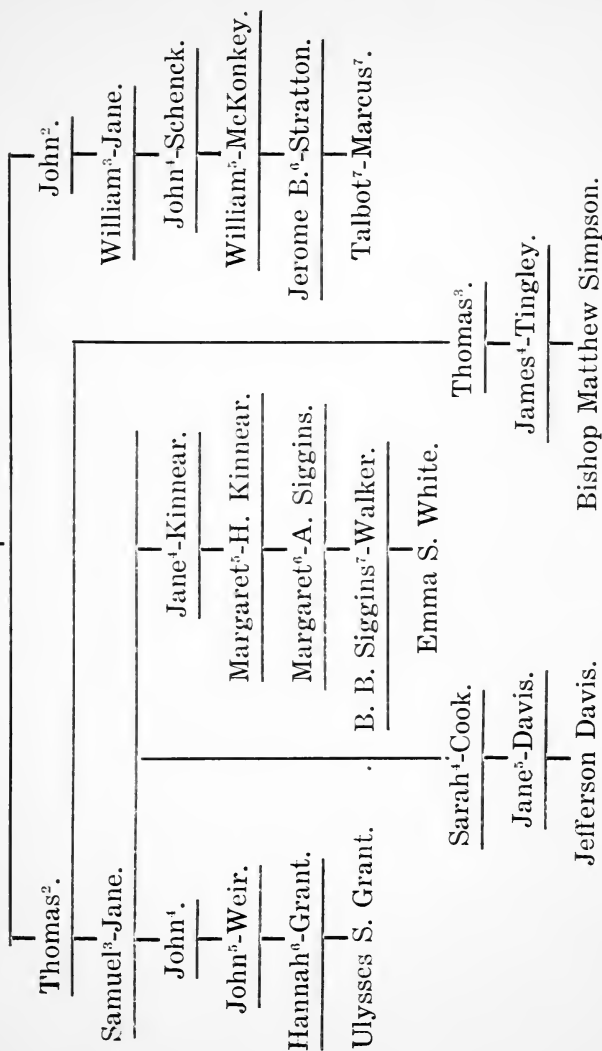 Thomas².
Samuel³-Jane.
John⁴.
John⁵-Weir.
Hannah⁶-Grant.
Ulysses S. Grant.
Sarah⁴-Cook.
Jane⁵-Davis.
Jefferson Davis.
Jane⁴-Kinnear.
Margaret⁵-H. Kinnear.
Margaret⁶-A. Siggins.
B. B. Siggins⁷-Walker.
Emma S. White.
Thomas³.
James⁴-Tingley.
Bishop Matthew Simpson.
John².
William³-Jane.
John⁴-Schenck.
William⁵-McKonkey.
Jerome B.⁶-Stratton.
Talbot⁷-Marcus⁷.